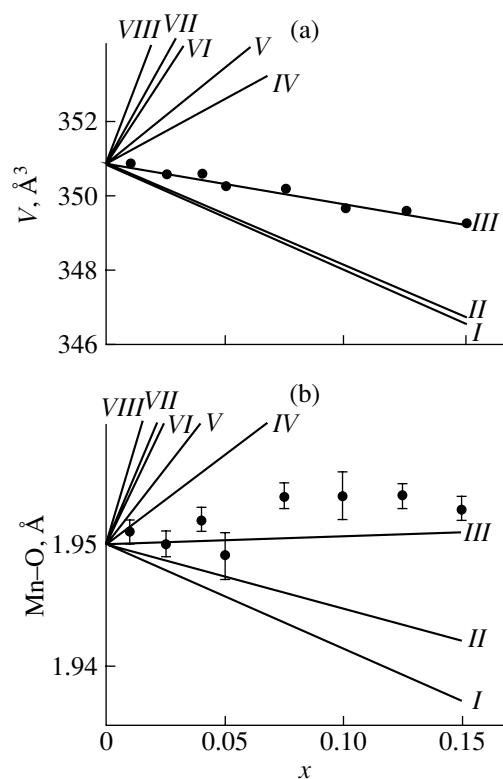 (a)
VIII
VII
VI
V
IV
352
350
348
346
V, Å³
III
II
I
(b)
VIII
VII
VI
V
IV
1.95
1.94
Mn–O, Å
III
II
I
0
0.05
0.10
0.15
x